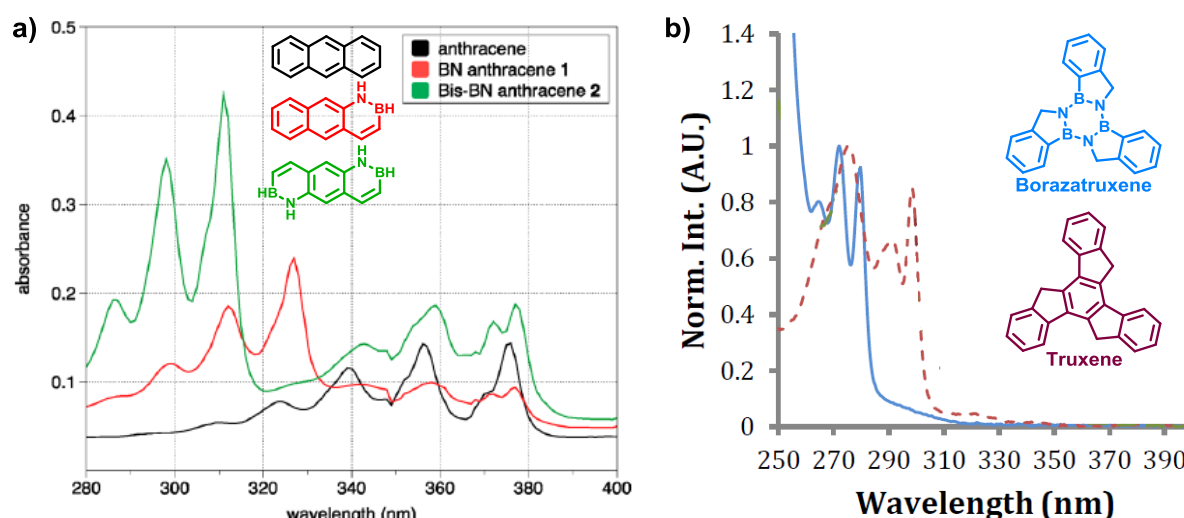 a)
0.5
0.4
0.3
0.2
0.1
absorbance
280 300 320 340 360 380 400
wavelength (nm)
anthracene
BN anthracene 1
Bis-BN anthracene 2
H
N
BH
H
N
BH
HB
N
H
b)
1.4
1.2
1
0.8
0.6
0.4
0.2
0
Norm. Int. (A.U.)
250 270 290 310 330 350 370 390
Wavelength (nm)
B
N N
B B
N
Borazatruxene
Truxene